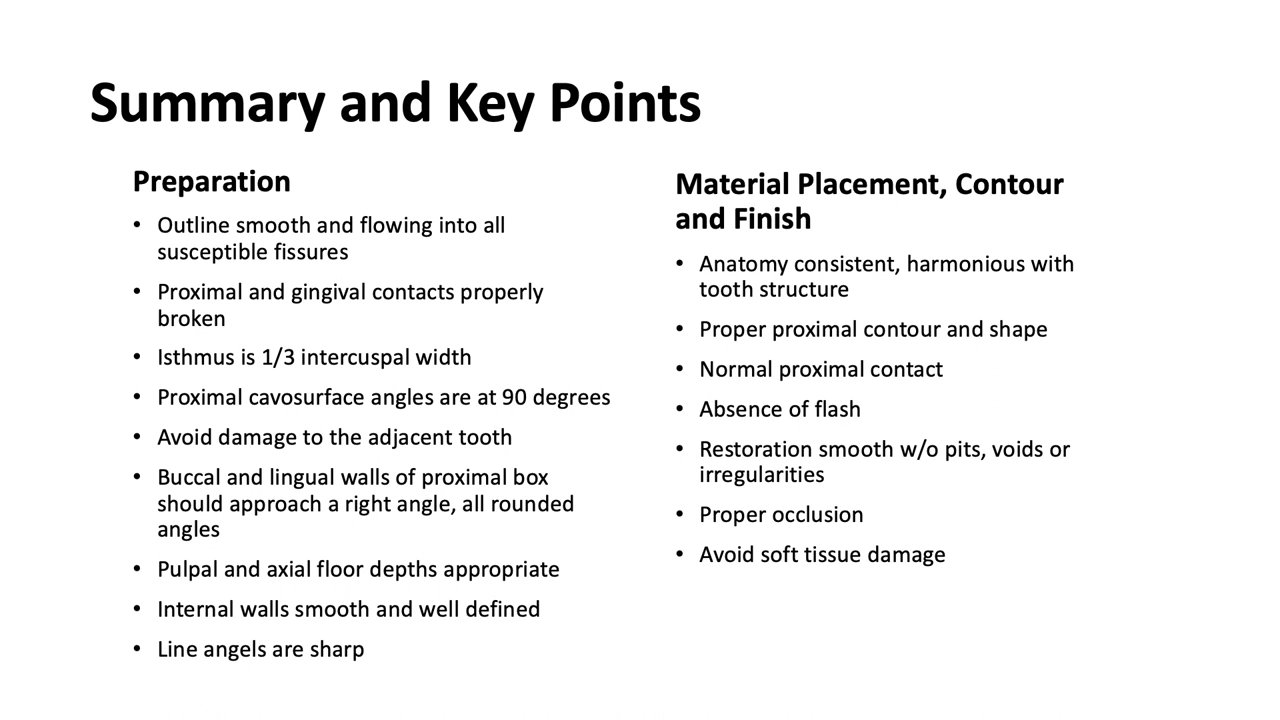 Summary and Key Points
Preparation
• Outline smooth and flowing into all
susceptible fissures
• Proximal and gingival contacts properly
broken
• Isthmus is 1/3 intercuspal width
• Proximal cavosurface angles are at 90 degrees
• Avoid damage to the adjacent tooth
• Buccal and lingual walls of proximal box
should approach a right angle, all rounded
angles
• Pulpal and axial floor depths appropriate
• Internal walls smooth and well defined
• Line angels are sharp
Material Placement, Contour
and Finish
• Anatomy consistent, harmonious with
tooth structure
• Proper proximal contour and shape
• Normal proximal contact
• Absence of flash
• Restoration smooth w/o pits, voids or
irregularities
• Proper occlusion
• Avoid soft tissue damage